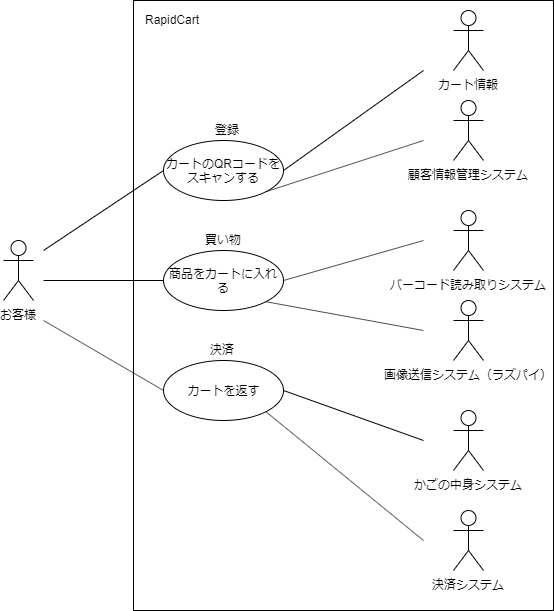 RapidCart
カート情報
登録
カートのQRコードを
スキャンする
顧客情報管理システム
買い物
商品をカートに入れ
る
バーコード読み取りシステム
お客様
決済
カートを返す
画像送信システム（ラズパイ）
かごの中身システム
決済システム